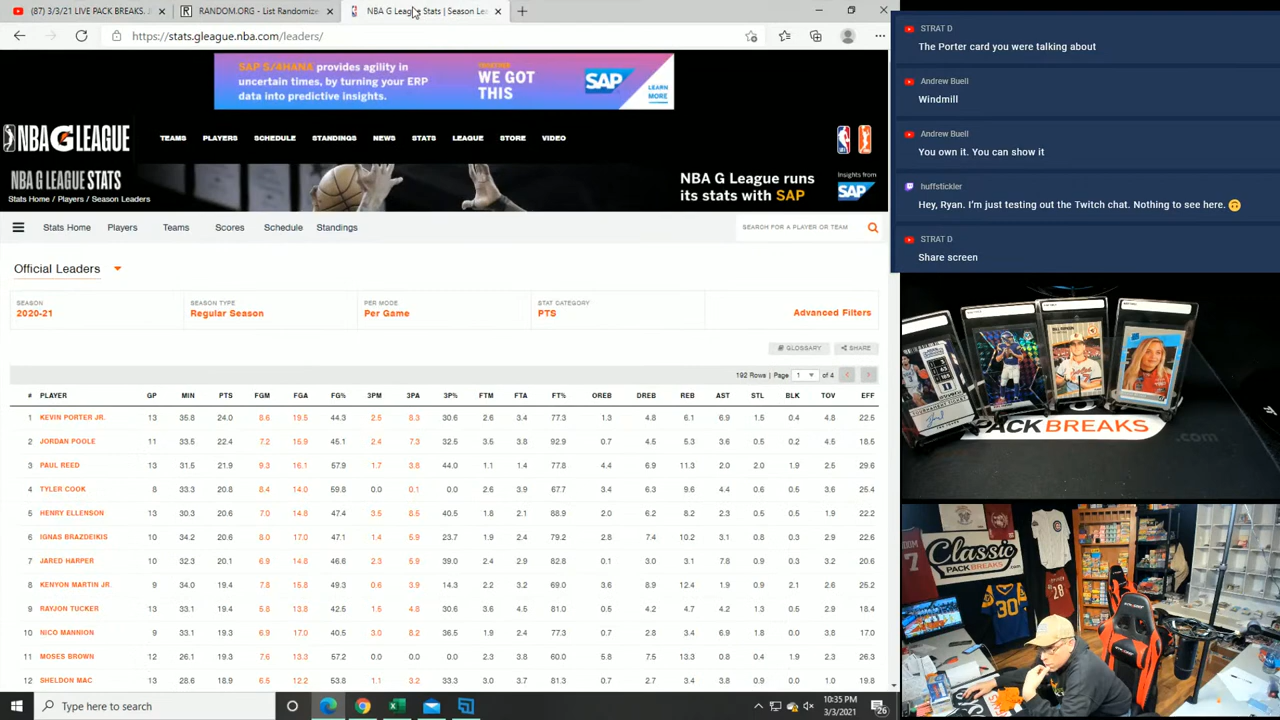 (87) 3/3/21 LIVE PACK BREAKS.
RANDOM.ORG - List Randomize
NBA G League Stats | Season Le
https://stats.gleague.nba.com/leaders/
SAP S/4HANA provides agility in
uncertain times, by turning your ERP
data into predictive insights.
WE GOT
THIS
SAP
LEARN
MORE
NBA G LEAGUE
TEAMS PLAYERS SCHEDULE STANDINGS NEWS STATS LEAGUE STORE VIDEO
NBA G LEAGUE STATS
Stats Home / Players / Season Leaders
NBA G League runs
its stats with SAP
Insights from
SAP
Stats Home Players Teams Scores Schedule Standings
SEARCH FOR A PLAYER OR TEAM
Official Leaders
SEASON SEASON TYPE PER MODE STAT CATEGORY
2020-21 Regular Season Per Game PTS Advanced Filters
GLOSSARY SHARE
192 Rows | Page 1 of 4
# PLAYER GP MIN PTS FGM FGA FG% 3PM 3PA 3P% FTM FTA FT% OREB DREB REB AST STL BLK TOV EFF
1 KEVIN PORTER JR. 13 35.8 24.0 8.6 19.5 44.3 2.5 8.3 30.6 4.2 5.5 77.3 1.3 4.8 6.1 6.9 1.5 0.4 4.8 22.5
2 JORDAN POOLE 11 33.5 22.4 7.2 15.9 45.1 2.4 7.3 32.5 3.5 3.8 92.9 0.7 4.5 5.3 3.6 0.5 0.2 4.5 18.5
3 PAUL REED 13 31.5 21.9 9.3 16.1 57.9 1.7 3.8 44.0 1.1 1.4 77.8 4.4 6.9 11.3 2.0 2.0 1.9 2.5 29.6
4 TYLER COOK 8 33.3 20.8 8.4 14.0 59.8 0.0 0.1 0.0 2.6 3.9 67.7 3.4 6.3 9.6 4.4 0.6 0.5 3.4 25.4
5 HENRY ELLENSON 13 30.3 20.6 7.0 14.8 47.4 3.5 8.5 40.5 1.8 2.1 88.9 2.0 6.2 8.2 2.3 0.5 0.5 1.9 22.2
6 IGNAS BRAZDEIKIS 10 34.2 20.6 8.0 17.0 47.1 1.4 5.9 23.7 1.9 2.4 79.2 2.6 7.4 10.2 3.1 0.8 0.3 2.9 22.6
7 JARED HARPER 10 32.3 20.1 6.9 14.8 46.6 2.3 5.9 39.0 2.4 2.9 82.8 0.1 3.0 3.1 7.8 0.9 0.3 3.2 20.6
8 KENYON MARTIN JR. 9 34.0 19.4 7.8 15.8 49.3 0.6 3.9 14.3 2.2 3.2 69.0 3.6 8.9 12.4 1.9 0.8 2.1 2.6 25.2
9 RAYJON TUCKER 13 33.1 19.4 5.8 13.8 42.5 1.5 4.8 30.6 3.6 4.5 81.0 0.5 4.2 4.7 4.2 1.3 0.5 2.9 18.4
10 NICO MANNION 9 33.1 19.3 6.9 17.0 40.5 3.0 8.2 36.5 1.9 2.4 77.3 0.7 2.8 3.4 6.9 1.8 0.0 3.8 17.0
11 MOSES BROWN 12 26.1 19.3 7.6 13.3 57.2 0.0 0.0 0.0 2.3 3.8 60.0 5.8 7.5 13.3 0.8 0.4 1.9 2.0 26.3
12 SHELDON MAC 13 28.6 18.9 6.5 12.2 53.8 1.1 3.2 33.3 3.0 3.7 81.3 0.7 2.7 3.4 3.8 0.9 0.4 1.6 19.8
Type here to search
10:35 PM
3/3/2021
26
STRAT D
The Porter card you were talking about
Andrew Buell
Windmill
Andrew Buell
You own it. You can show it
huffstickler
Hey, Ryan. I'm just testing out the Twitch chat. Nothing to see here. 🙃
STRAT D
Share screen
PACK BREAKS
.com
Classic
PACK BREAKS
.com
30
28